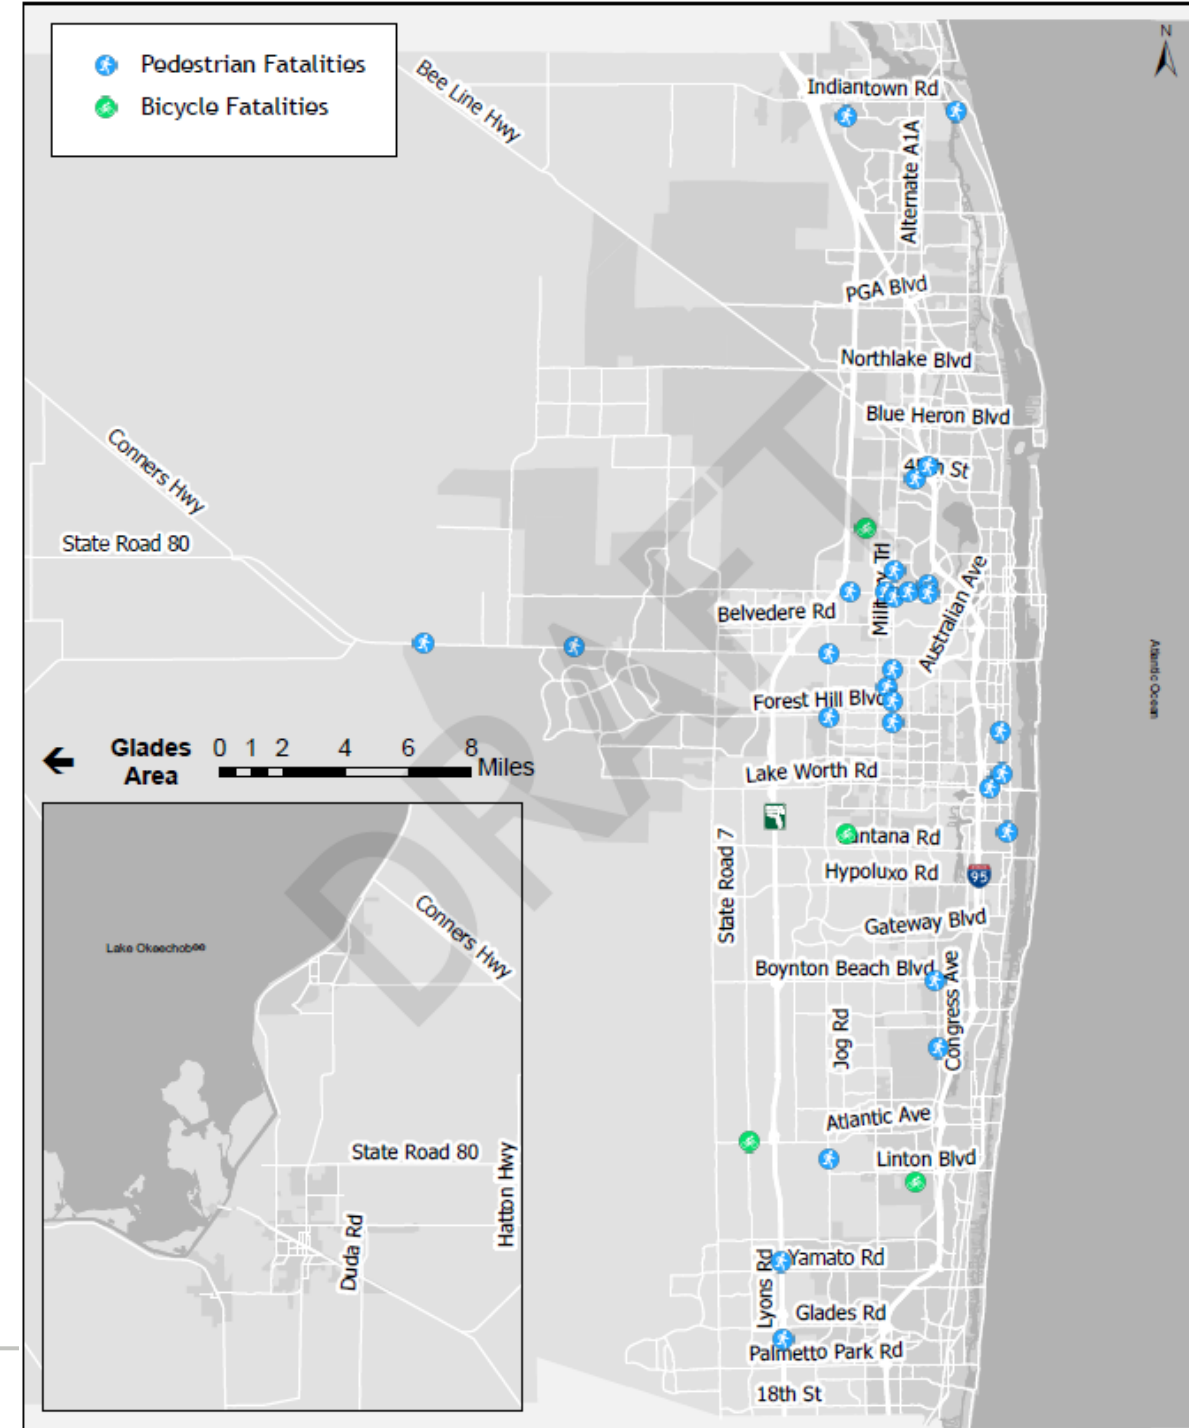 Pedestrian Fatalities
Bicycle Fatalities
N
Bee Line Hwy
Indiantown Rd
Alternate A1A
PGA Blvd
Northlake Blvd
Blue Heron Blvd
St
Conners Hwy
State Road 80
Military Trl
Australian Ave
Belvedere Rd
Atlantic Ocean
Forest Hill Blvd
Glades
Area
0 1 2 4 6 8
Miles
Lake Worth Rd
State Road 7
antana Rd
Hypoluxo Rd
95
Gateway Blvd
Boynton Beach Blvd
Congress Ave
Jog Rd
Atlantic Ave
Linton Blvd
Lyons Rd
Yamato Rd
Glades Rd
Palmetto Park Rd
18th St
Lake Okeechobee
Conners Hwy
State Road 80
Hatton Hwy
Duda Rd
DRAFT